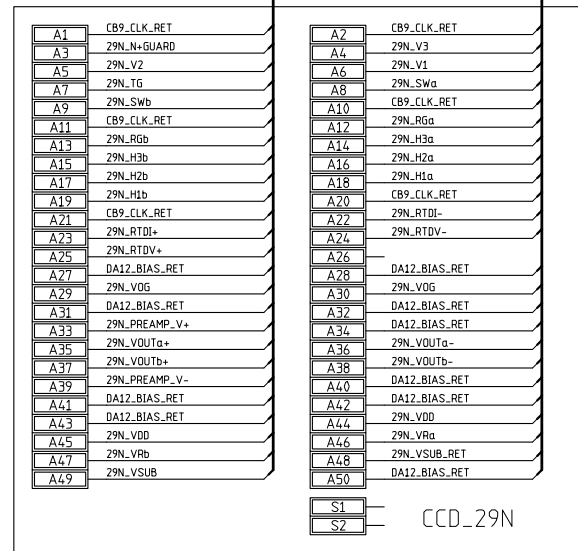 A1 CB9_CLK_RET
A3 29N_N+GUARD
A5 29N_V2
A7 29N_TG
A9 29N_SWb
A11 CB9_CLK_RET
A13 29N_RGb
A15 29N_H3b
A17 29N_H2b
A19 29N_H1b
A21 CB9_CLK_RET
A23 29N_RTDI+
A25 29N_RTDV+
A27 DA12_BIAS_RET
A29 29N_VOG
A31 DA12_BIAS_RET
A33 29N_PREAMP_V+
A35 29N_VOUTa+
A37 29N_VOUTb+
A39 29N_PREAMP_V-
A41 DA12_BIAS_RET
A43 DA12_BIAS_RET
A45 29N_VDD
A47 29N_VRb
A49 29N_VSUB
A2 CB9_CLK_RET
A4 29N_V3
A6 29N_V1
A8 29N_SWa
A10 CB9_CLK_RET
A12 29N_RGa
A14 29N_H3a
A16 29N_H2a
A18 29N_H1a
A20 CB9_CLK_RET
A22 29N_RTDI-
A24 29N_RTDV-
A26
A28 DA12_BIAS_RET
A30 29N_VOG
A32 DA12_BIAS_RET
A34 DA12_BIAS_RET
A36 29N_VOUTa-
A38 29N_VOUTb-
A40 DA12_BIAS_RET
A42 DA12_BIAS_RET
A44 29N_VDD
A46 29N_VRa
A48 29N_VSUB_RET
A50 DA12_BIAS_RET
S1
S2
CCD_29N